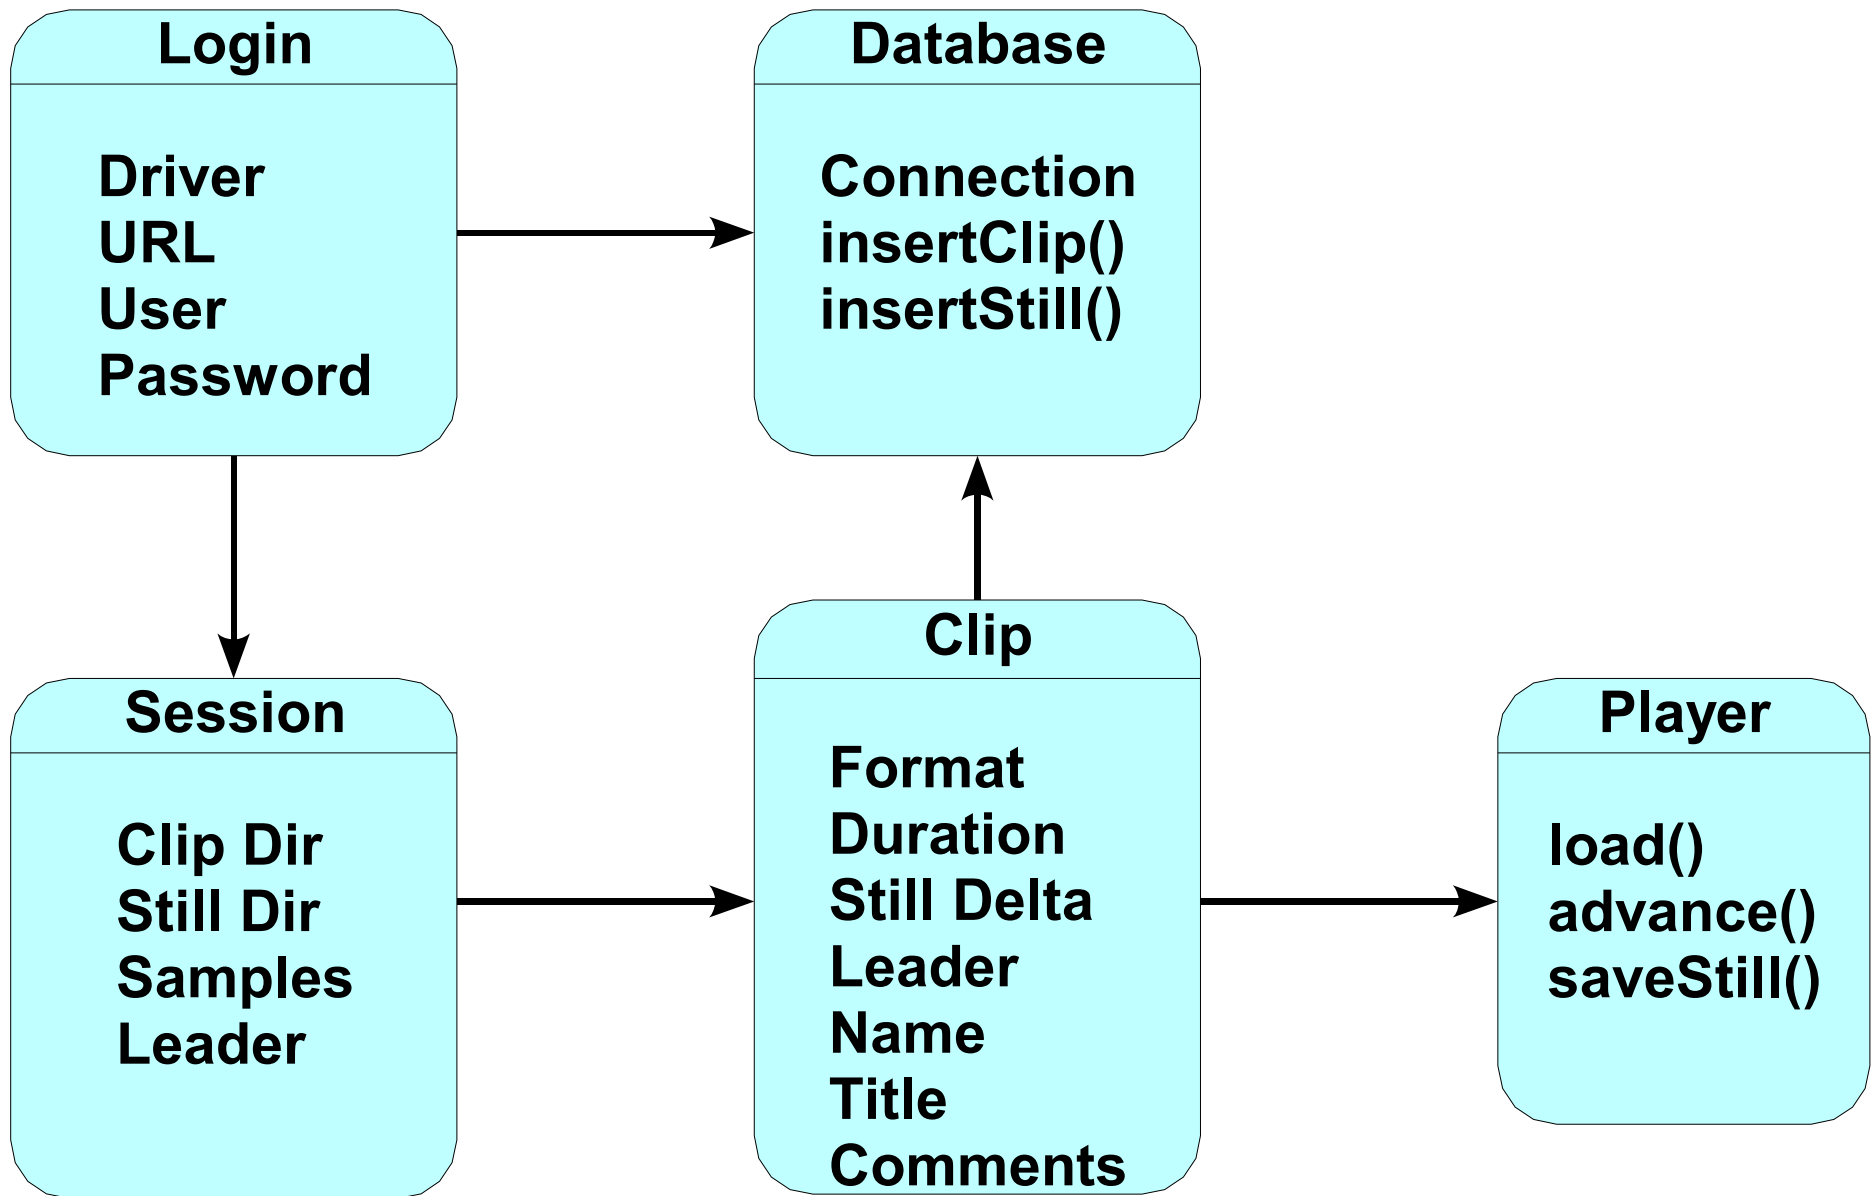 Login
Driver
URL
User
Password
Database
Connection
insertClip()
insertStill()
Session
Clip Dir
Still Dir
Samples
Leader
Clip
Format
Duration
Still Delta
Leader
Name
Title
Comments
Player
load()
advance()
saveStill()